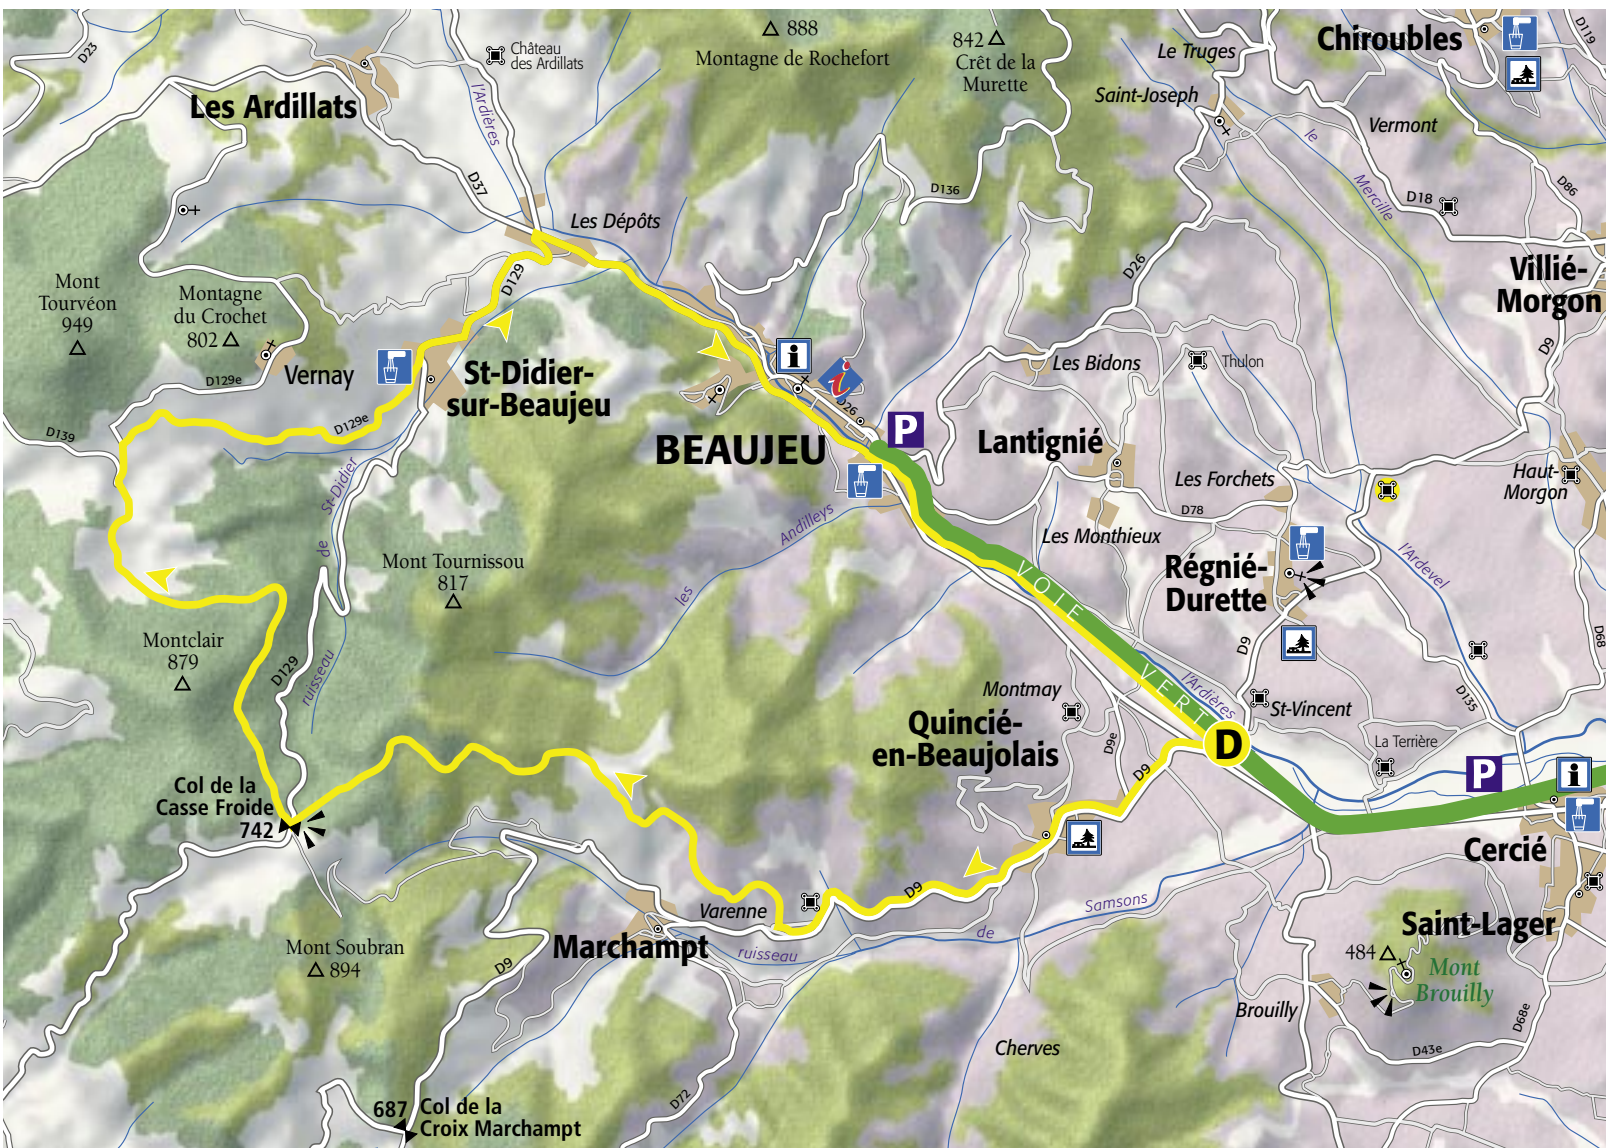 D23
Château
des Ardillats
888
Montagne de Rochefort
842
Crêt de la
Murette
Le Truges
Chiroubles
D119
Les Ardillats
l'Ardières
Saint-Joseph
le
Mercille
Vermont
D37
D136
D18
D86
Les Dépôts
D26
Villié-
Morgon
Mont
Tourvéon
949
Montagne
du Crochet
802
D129
D9
Vernay
D129e
St-Didier-
sur-Beaujeu
i
i
D26
Les Bidons
Thulon
D139
D129e
BEAUJEU
P
Lantignié
Les Forchets
Haut-
Morgon
St-Didier
de
ruisseau
Andilleys
les
D78
Les Monthieux
l'Ardevel
Mont Tournissou
817
VOIE VERTE
Régnié-
Durette
D9
D68
Montclair
879
D129
Montmay
l'Ardières
St-Vincent
D135
Quincié-
en-Beaujolais
D9e
D
La Terrière
D9
P
i
Col de la
Casse Froide
742
Cercié
D9
Varenne
Samsons
de
ruisseau
Marchampt
Saint-Lager
Mont Soubran
894
D9
484
Mont
Brouilly
Brouilly
D68e
Cherves
D43e
D72
687
Col de la
Croix Marchampt